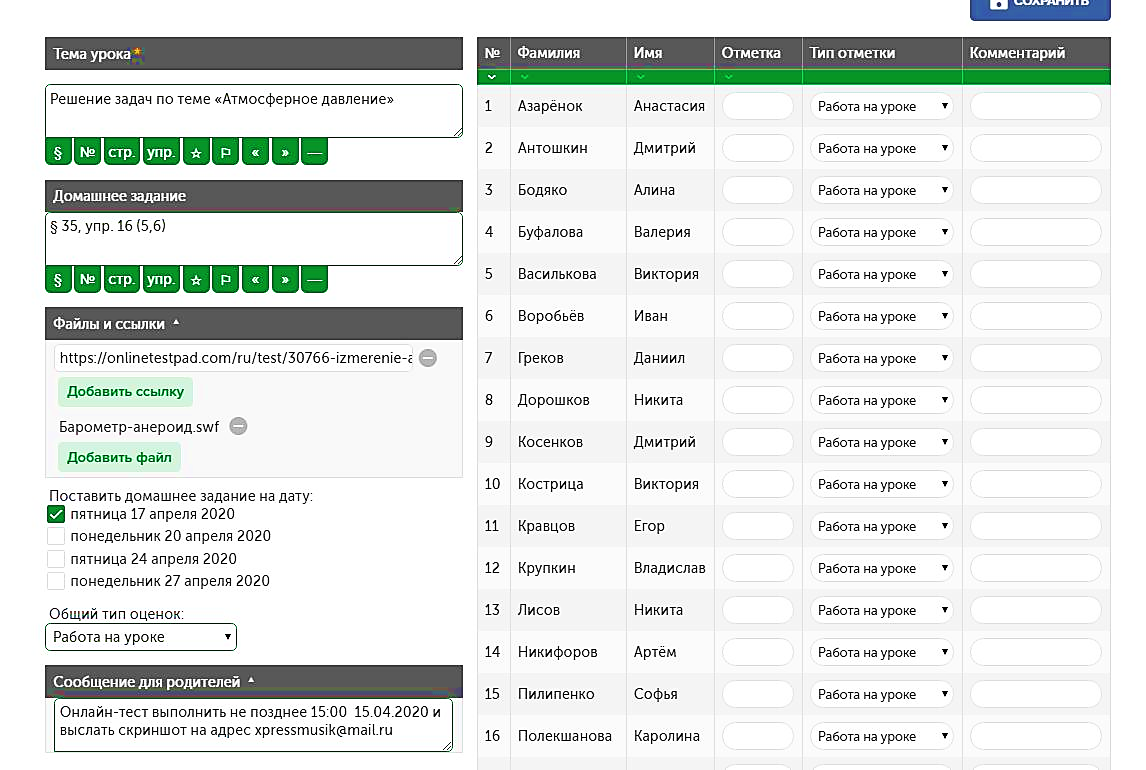 СОХРАНИТЬ
Тема урока
Решение задач по теме «Атмосферное давление»
§ № стр. упр. « » —
Домашнее задание
§ 35, упр. 16 (5,6)
§ № стр. упр. « » —
Файлы и ссылки
https://onlinetestpad.com/ru/test/30766-izmerenie-a
Добавить ссылку
Барометр-анероид.swf
Добавить файл
Поставить домашнее задание на дату:
пятница 17 апреля 2020
понедельник 20 апреля 2020
пятница 24 апреля 2020
понедельник 27 апреля 2020
Общий тип оценок:
Работа на уроке
Сообщение для родителей
Онлайн-тест выполнить не позднее 15:00 15.04.2020 и
выслать скриншот на адрес xpressmusik@mail.ru
№ Фамилия Имя Отметка Тип отметки Комментарий
1 Азарёнок Анастасия Работа на уроке
2 Антошкин Дмитрий Работа на уроке
3 Бодяко Алина Работа на уроке
4 Буфалова Валерия Работа на уроке
5 Василькова Виктория Работа на уроке
6 Воробьёв Иван Работа на уроке
7 Греков Даниил Работа на уроке
8 Дорошков Никита Работа на уроке
9 Косенков Дмитрий Работа на уроке
10 Кострица Виктория Работа на уроке
11 Кравцов Егор Работа на уроке
12 Крупкин Владислав Работа на уроке
13 Лисов Никита Работа на уроке
14 Никифоров Артём Работа на уроке
15 Пилипенко Софья Работа на уроке
16 Полекшанова Каролина Работа на уроке